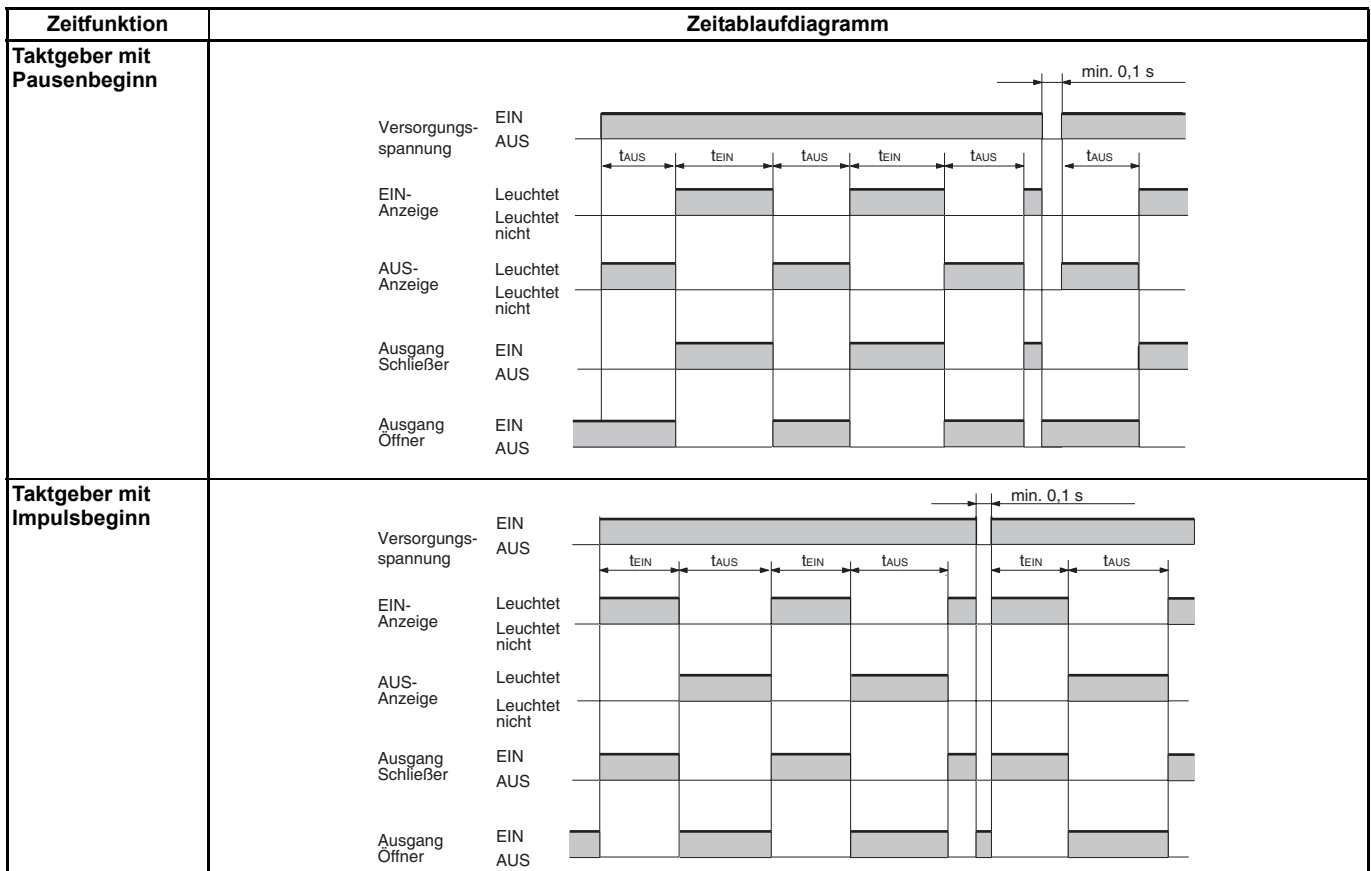 Zeitfunktion Zeitablaufdiagramm
Taktgeber mit
Pausenbeginn
min. 0,1 s
Versorgungs-
spannung
EIN
AUS
tAUS tEIN tAUS tEIN tAUS tAUS
EIN-
Anzeige
Leuchtet
Leuchtet
nicht
AUS-
Anzeige
Leuchtet
Leuchtet
nicht
Ausgang
Schließer
EIN
AUS
Ausgang
Öffner
EIN
AUS
Taktgeber mit
Impulsbeginn
min. 0,1 s
Versorgungs-
spannung
EIN
AUS
tEIN tAUS tEIN tAUS tEIN tAUS
EIN-
Anzeige
Leuchtet
Leuchtet
nicht
AUS-
Anzeige
Leuchtet
Leuchtet
nicht
Ausgang
Schließer
EIN
AUS
Ausgang
Öffner
EIN
AUS